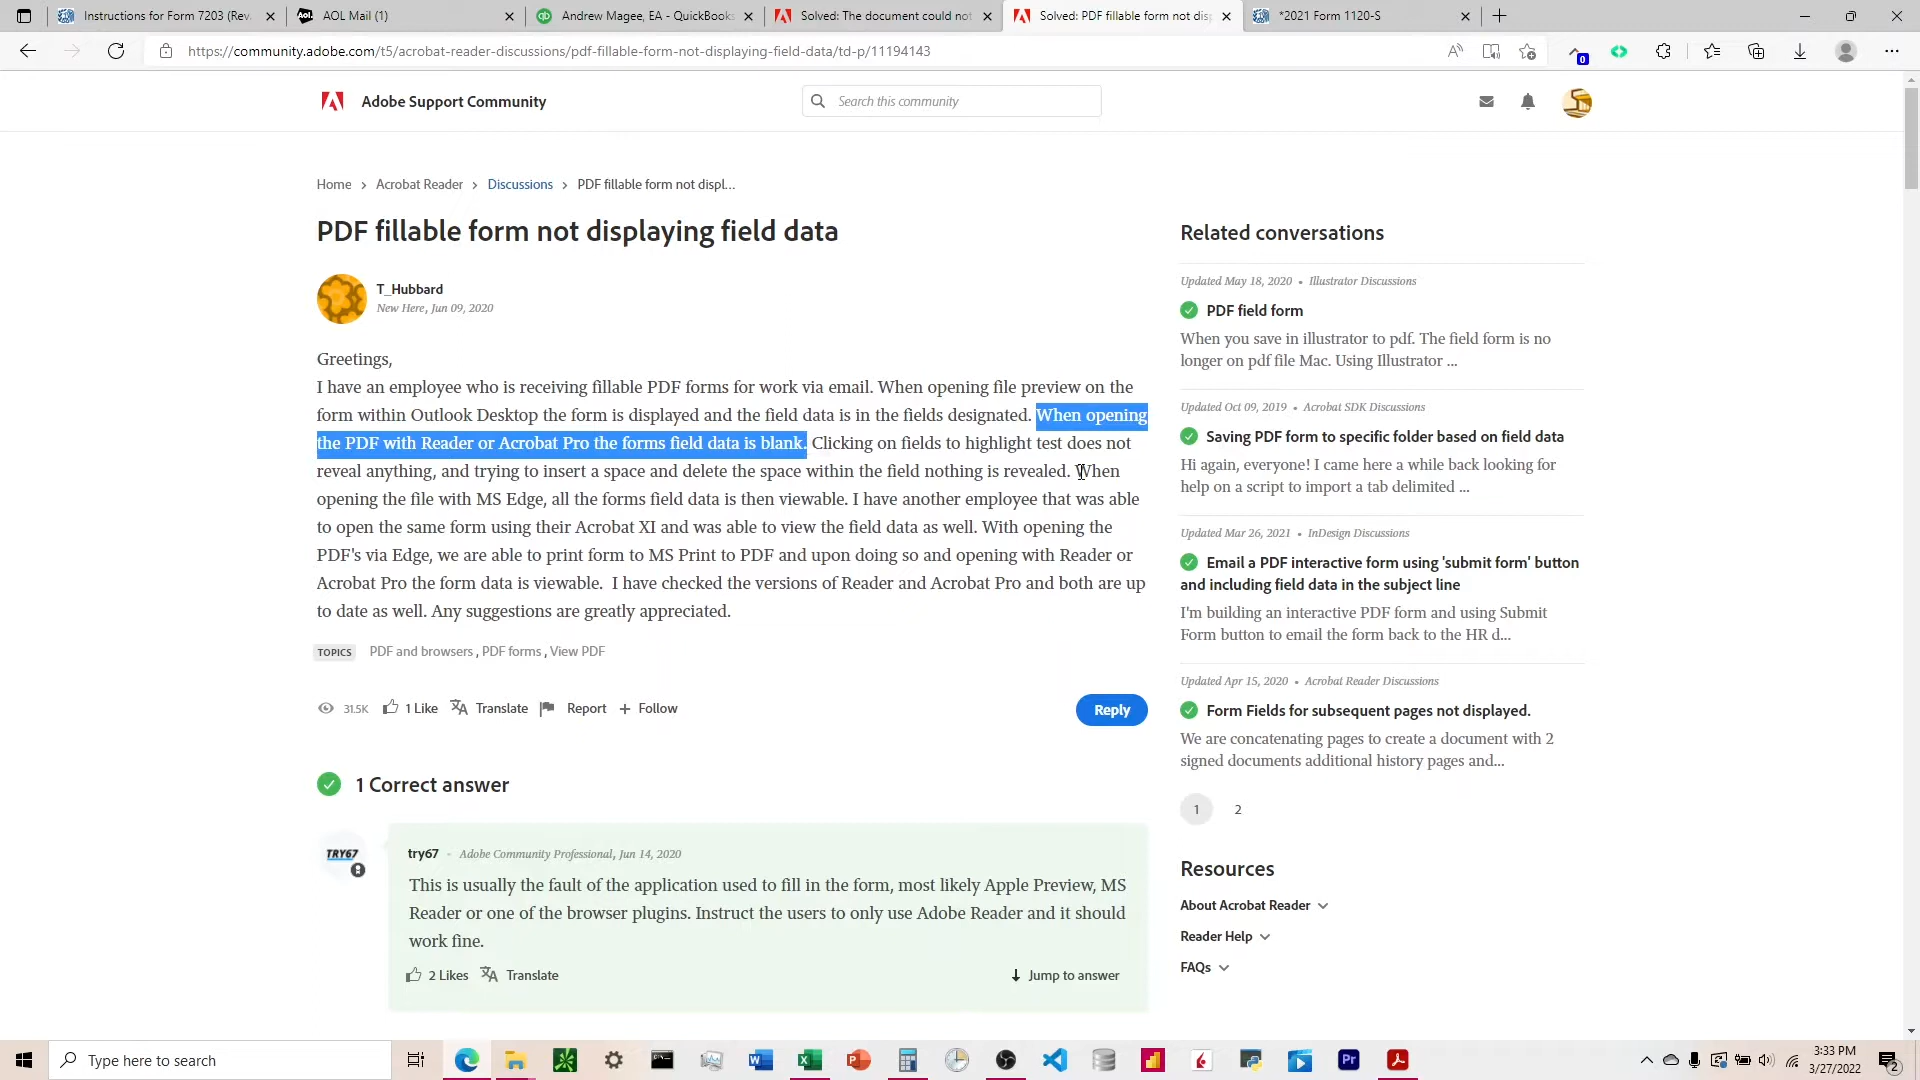 Instructions for Form 7203 (Rev.
AOL Mail (1)
Andrew Magee, EA - QuickBooks
Solved: The document could not
Solved: PDF fillable form not disp
*2021 Form 1120-S
https://community.adobe.com/t5/acrobat-reader-discussions/pdf-fillable-form-not-displaying-field-data/td-p/11194143
0
Adobe Support Community
Search this community
Home > Acrobat Reader > Discussions > PDF fillable form not displ...
PDF fillable form not displaying field data
T_Hubbard
New Here, Jun 09, 2020
Greetings,
I have an employee who is receiving fillable PDF forms for work via email. When opening file preview on the
form within Outlook Desktop the form is displayed and the field data is in the fields designated. When opening
the PDF with Reader or Acrobat Pro the forms field data is blank. Clicking on fields to highlight test does not
reveal anything, and trying to insert a space and delete the space within the field nothing is revealed. When
opening the file with MS Edge, all the forms field data is then viewable. I have another employee that was able
to open the same form using their Acrobat XI and was able to view the field data as well. With opening the
PDF's via Edge, we are able to print form to MS Print to PDF and upon doing so and opening with Reader or
Acrobat Pro the form data is viewable. I have checked the versions of Reader and Acrobat Pro and both are up
to date as well. Any suggestions are greatly appreciated.
TOPICS PDF and browsers , PDF forms , View PDF
31.5K 1 Like Translate Report + Follow
Reply
1 Correct answer
TRY67
try67 - Adobe Community Professional, Jun 14, 2020
This is usually the fault of the application used to fill in the form, most likely Apple Preview, MS
Reader or one of the browser plugins. Instruct the users to only use Adobe Reader and it should
work fine.
2 Likes Translate
Jump to answer
Related conversations
Updated May 18, 2020 • Illustrator Discussions
PDF field form
When you save in illustrator to pdf. The field form is no
longer on pdf file Mac. Using Illustrator ...
Updated Oct 09, 2019 • Acrobat SDK Discussions
Saving PDF form to specific folder based on field data
Hi again, everyone! I came here a while back looking for
help on a script to import a tab delimited ...
Updated Mar 26, 2021 • InDesign Discussions
Email a PDF interactive form using 'submit form' button
and including field data in the subject line
I'm building an interactive PDF form and using Submit
Form button to email the form back to the HR d...
Updated Apr 15, 2020 • Acrobat Reader Discussions
Form Fields for subsequent pages not displayed.
We are concatenating pages to create a document with 2
signed documents additional history pages and...
1 2
Resources
About Acrobat Reader
Reader Help
FAQs
Type here to search
3:33 PM
3/27/2022
2